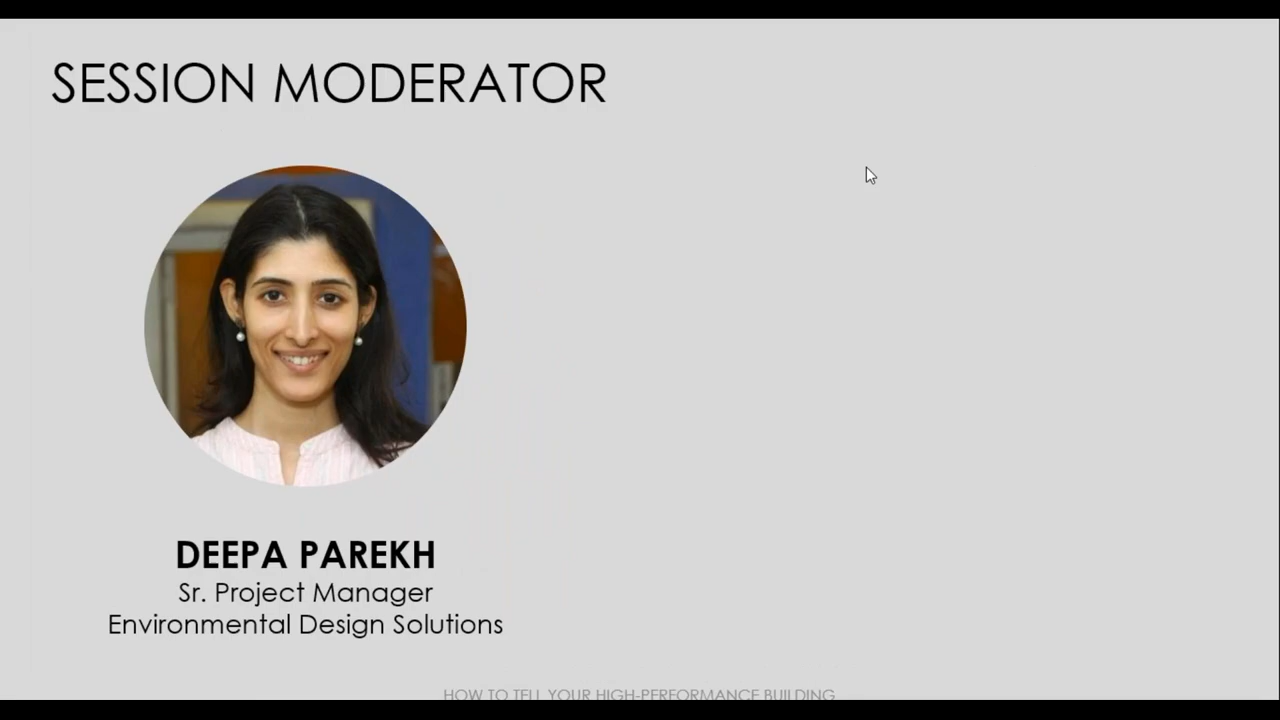 SESSION MODERATOR
DEEPA PAREKH
Sr. Project Manager
Environmental Design Solutions
HOW TO TELL YOUR HIGH-PERFORMANCE BUILDING